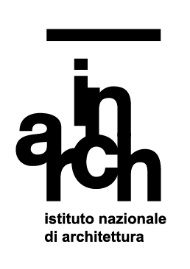 in
arch
istituto nazionale
di architettura